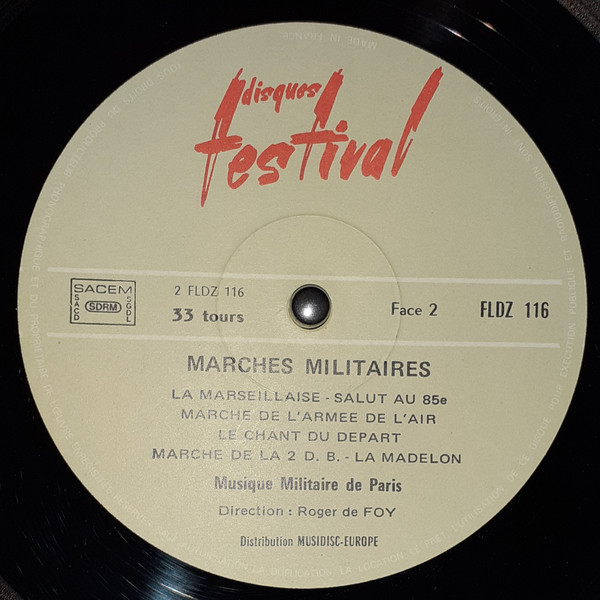 MADE IN FRANCE
disques
festival
SACEM
SACD
SDRM
SGDL
2 FLDZ 116
33 tours
Face 2
FLDZ 116
MARCHES MILITAIRES
LA MARSEILLAISE - SALUT AU 85e
MARCHE DE L'ARMEE DE L'AIR
LE CHANT DU DEPART
MARCHE DE LA 2 D. B. - LA MADELON
Musique Militaire de Paris
Direction : Roger de FOY
Distribution MUSIDISC-EUROPE